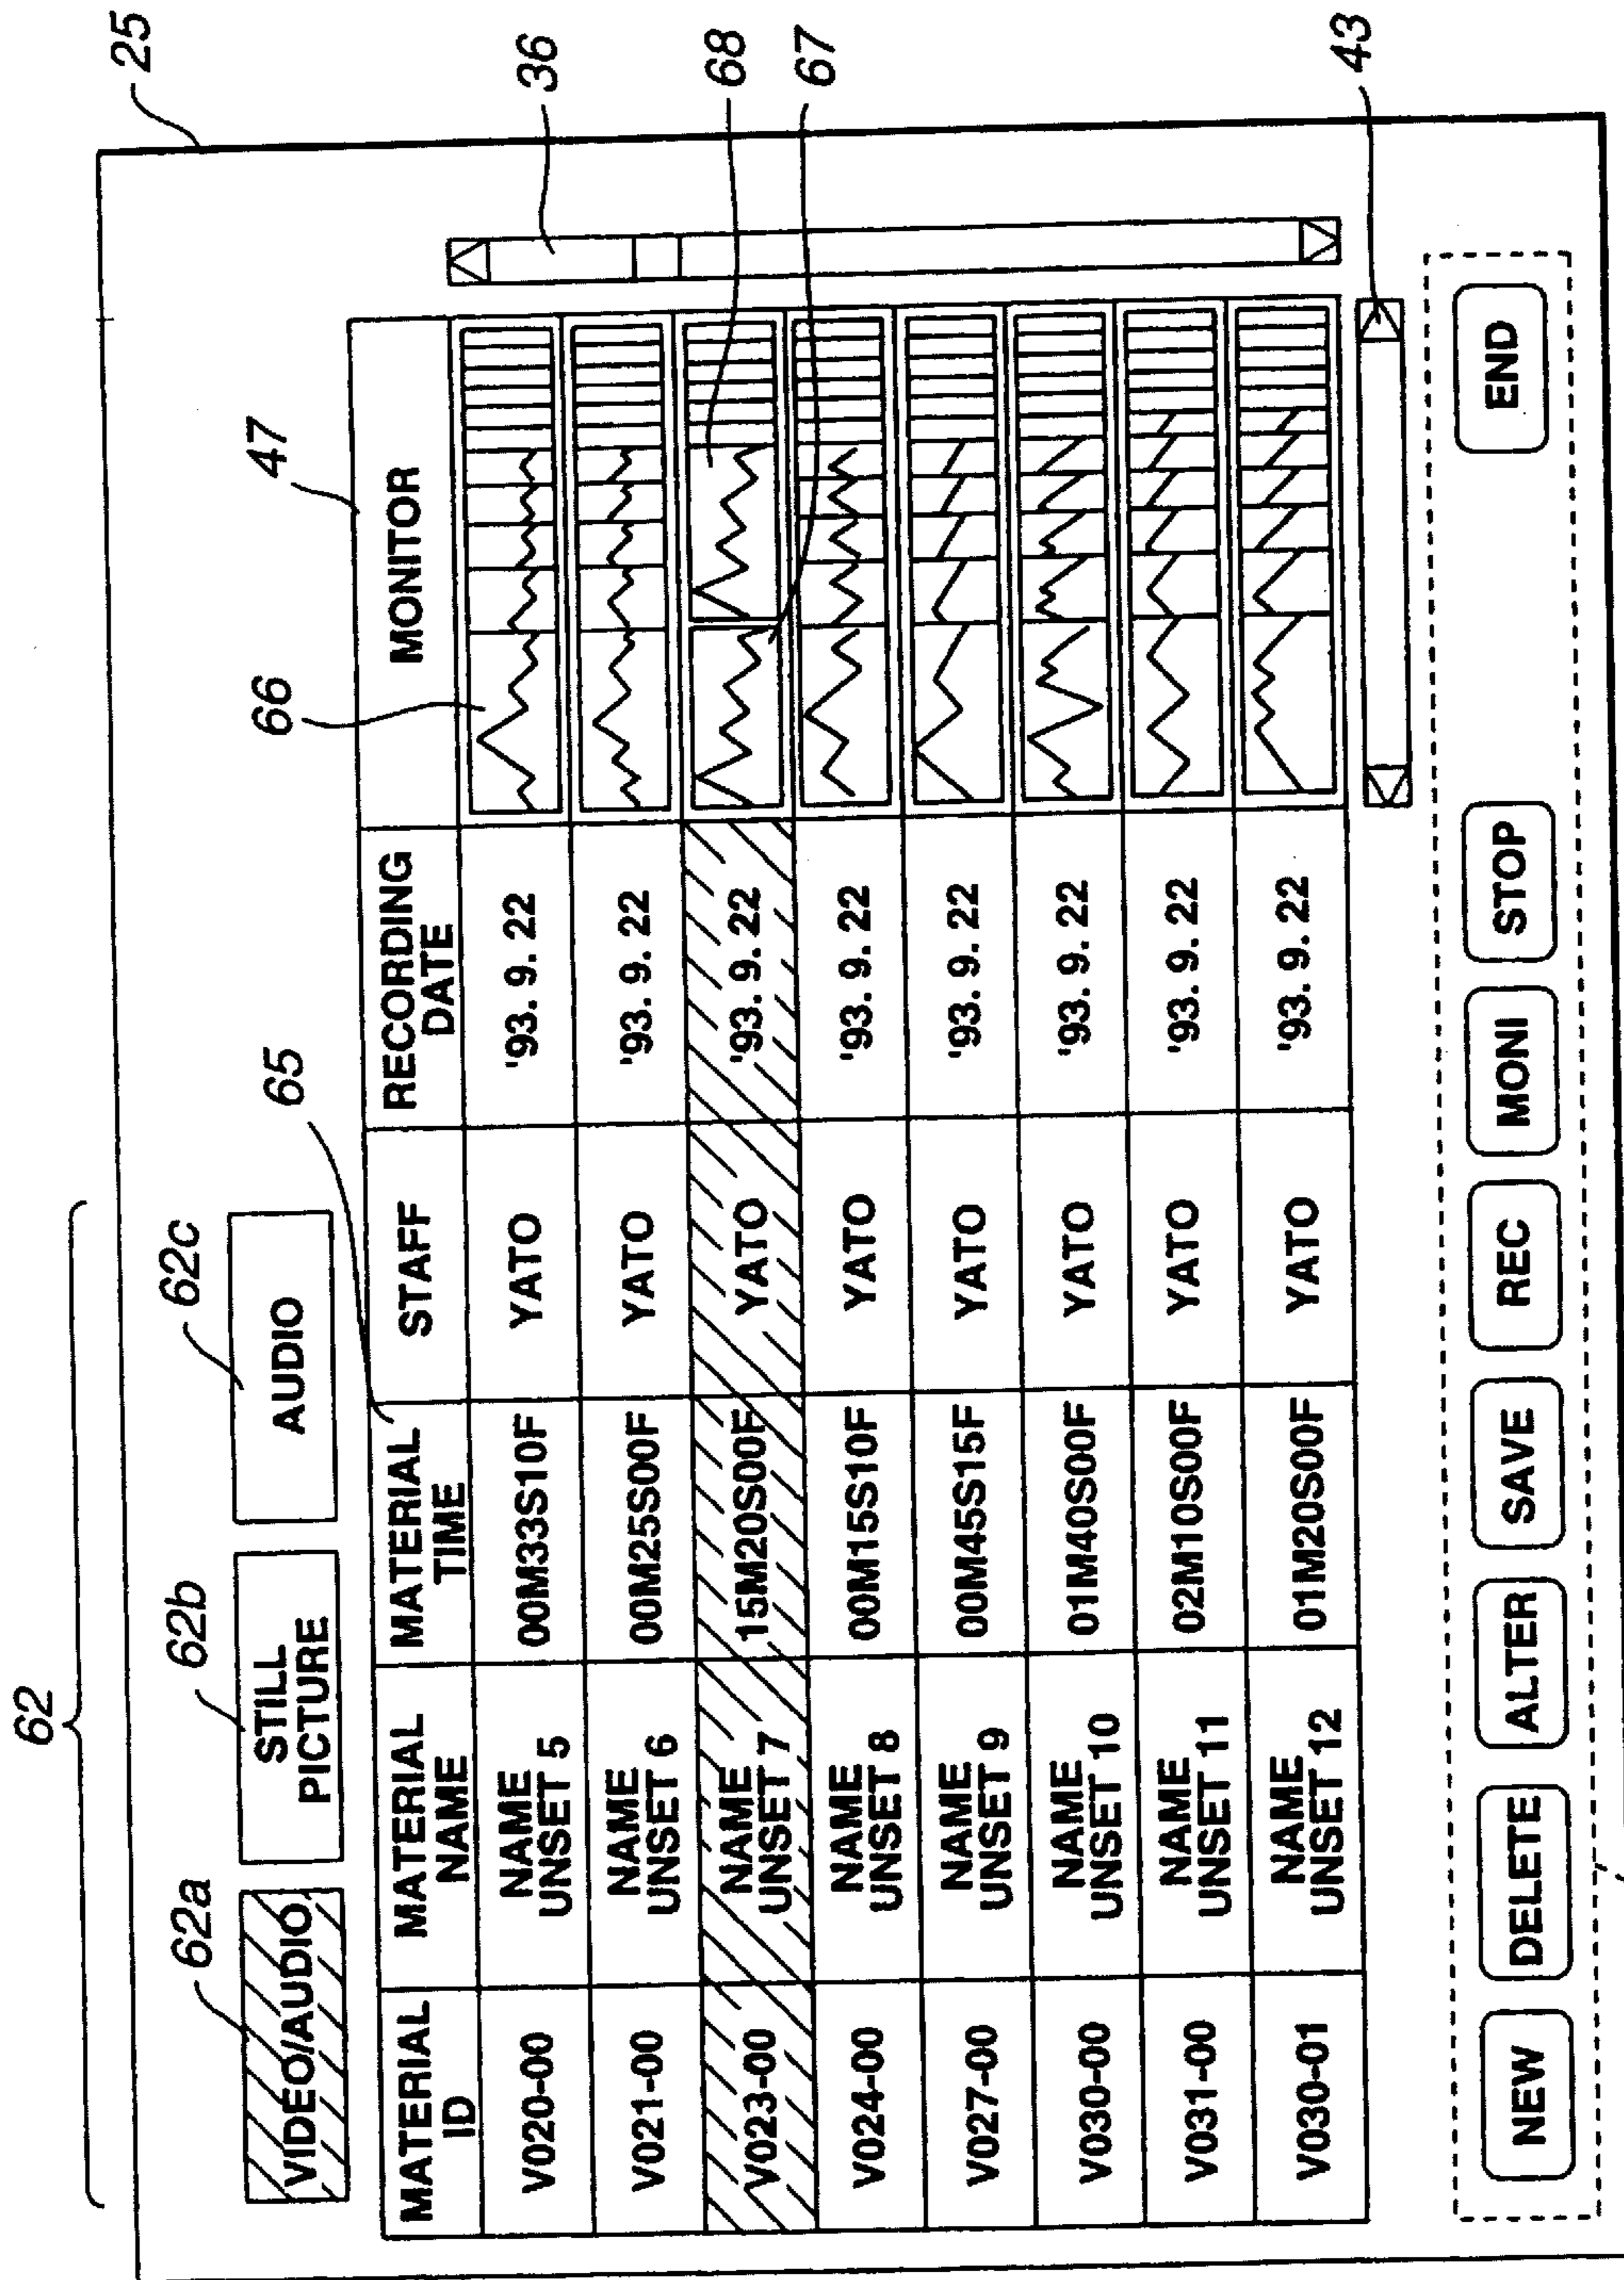 25
62
62a
62b
62c
VIDEO/AUDIO
STILL
PICTURE
AUDIO
65
66
47
36
68
67
43
MATERIAL
ID
MATERIAL
NAME
MATERIAL
TIME
STAFF
RECORDING
DATE
MONITOR
V020-00
NAME
UNSET 5
00M33S10F
YATO
'93. 9. 22
V021-00
NAME
UNSET 6
00M25S00F
YATO
'93. 9. 22
V023-00
NAME
UNSET 7
15M20S00F
YATO
'93. 9. 22
V024-00
NAME
UNSET 8
00M15S10F
YATO
'93. 9. 22
V027-00
NAME
UNSET 9
00M45S15F
YATO
'93. 9. 22
V030-00
NAME
UNSET 10
01M40S00F
YATO
'93. 9. 22
V031-00
NAME
UNSET 11
02M10S00F
YATO
'93. 9. 22
V030-01
NAME
UNSET 12
01M20S00F
YATO
'93. 9. 22
NEW
DELETE
ALTER
SAVE
REC
MONI
STOP
END